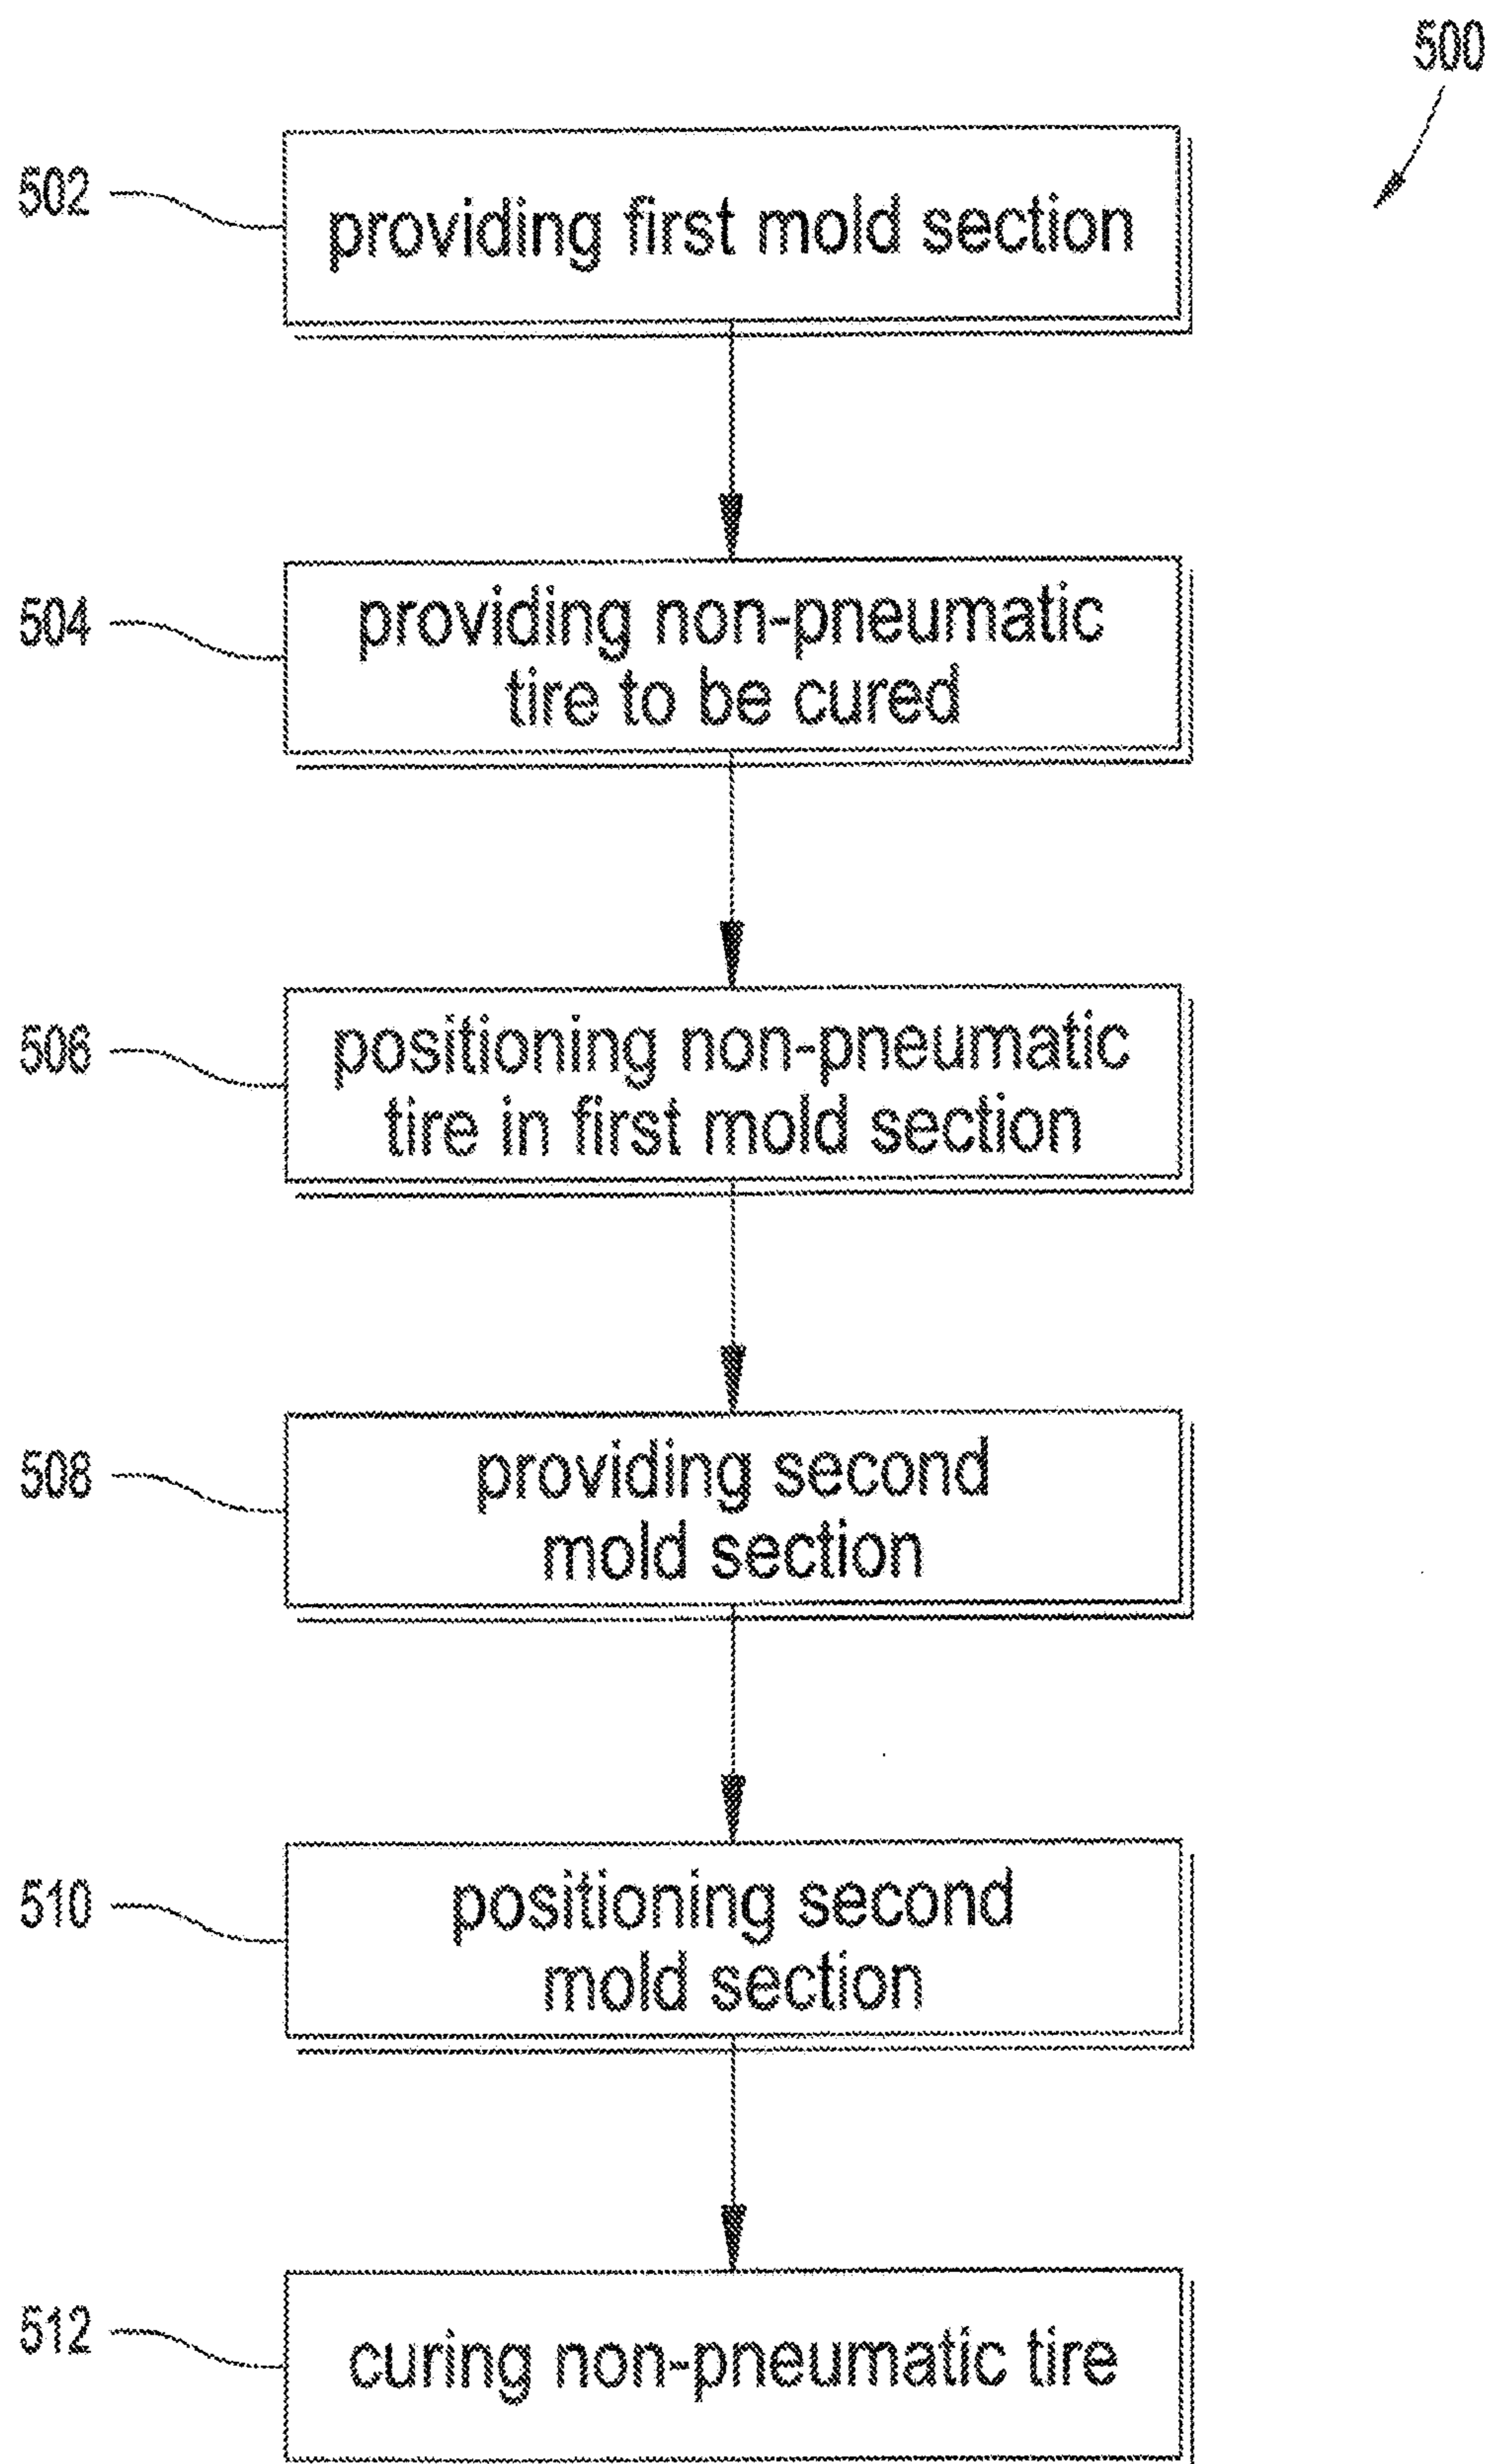 500
502
providing first mold section
504
providing non-pneumatic
tire to be cured
506
positioning non-pneumatic
tire in first mold section
508
providing second
mold section
510
positioning second
mold section
512
curing non-pneumatic tire